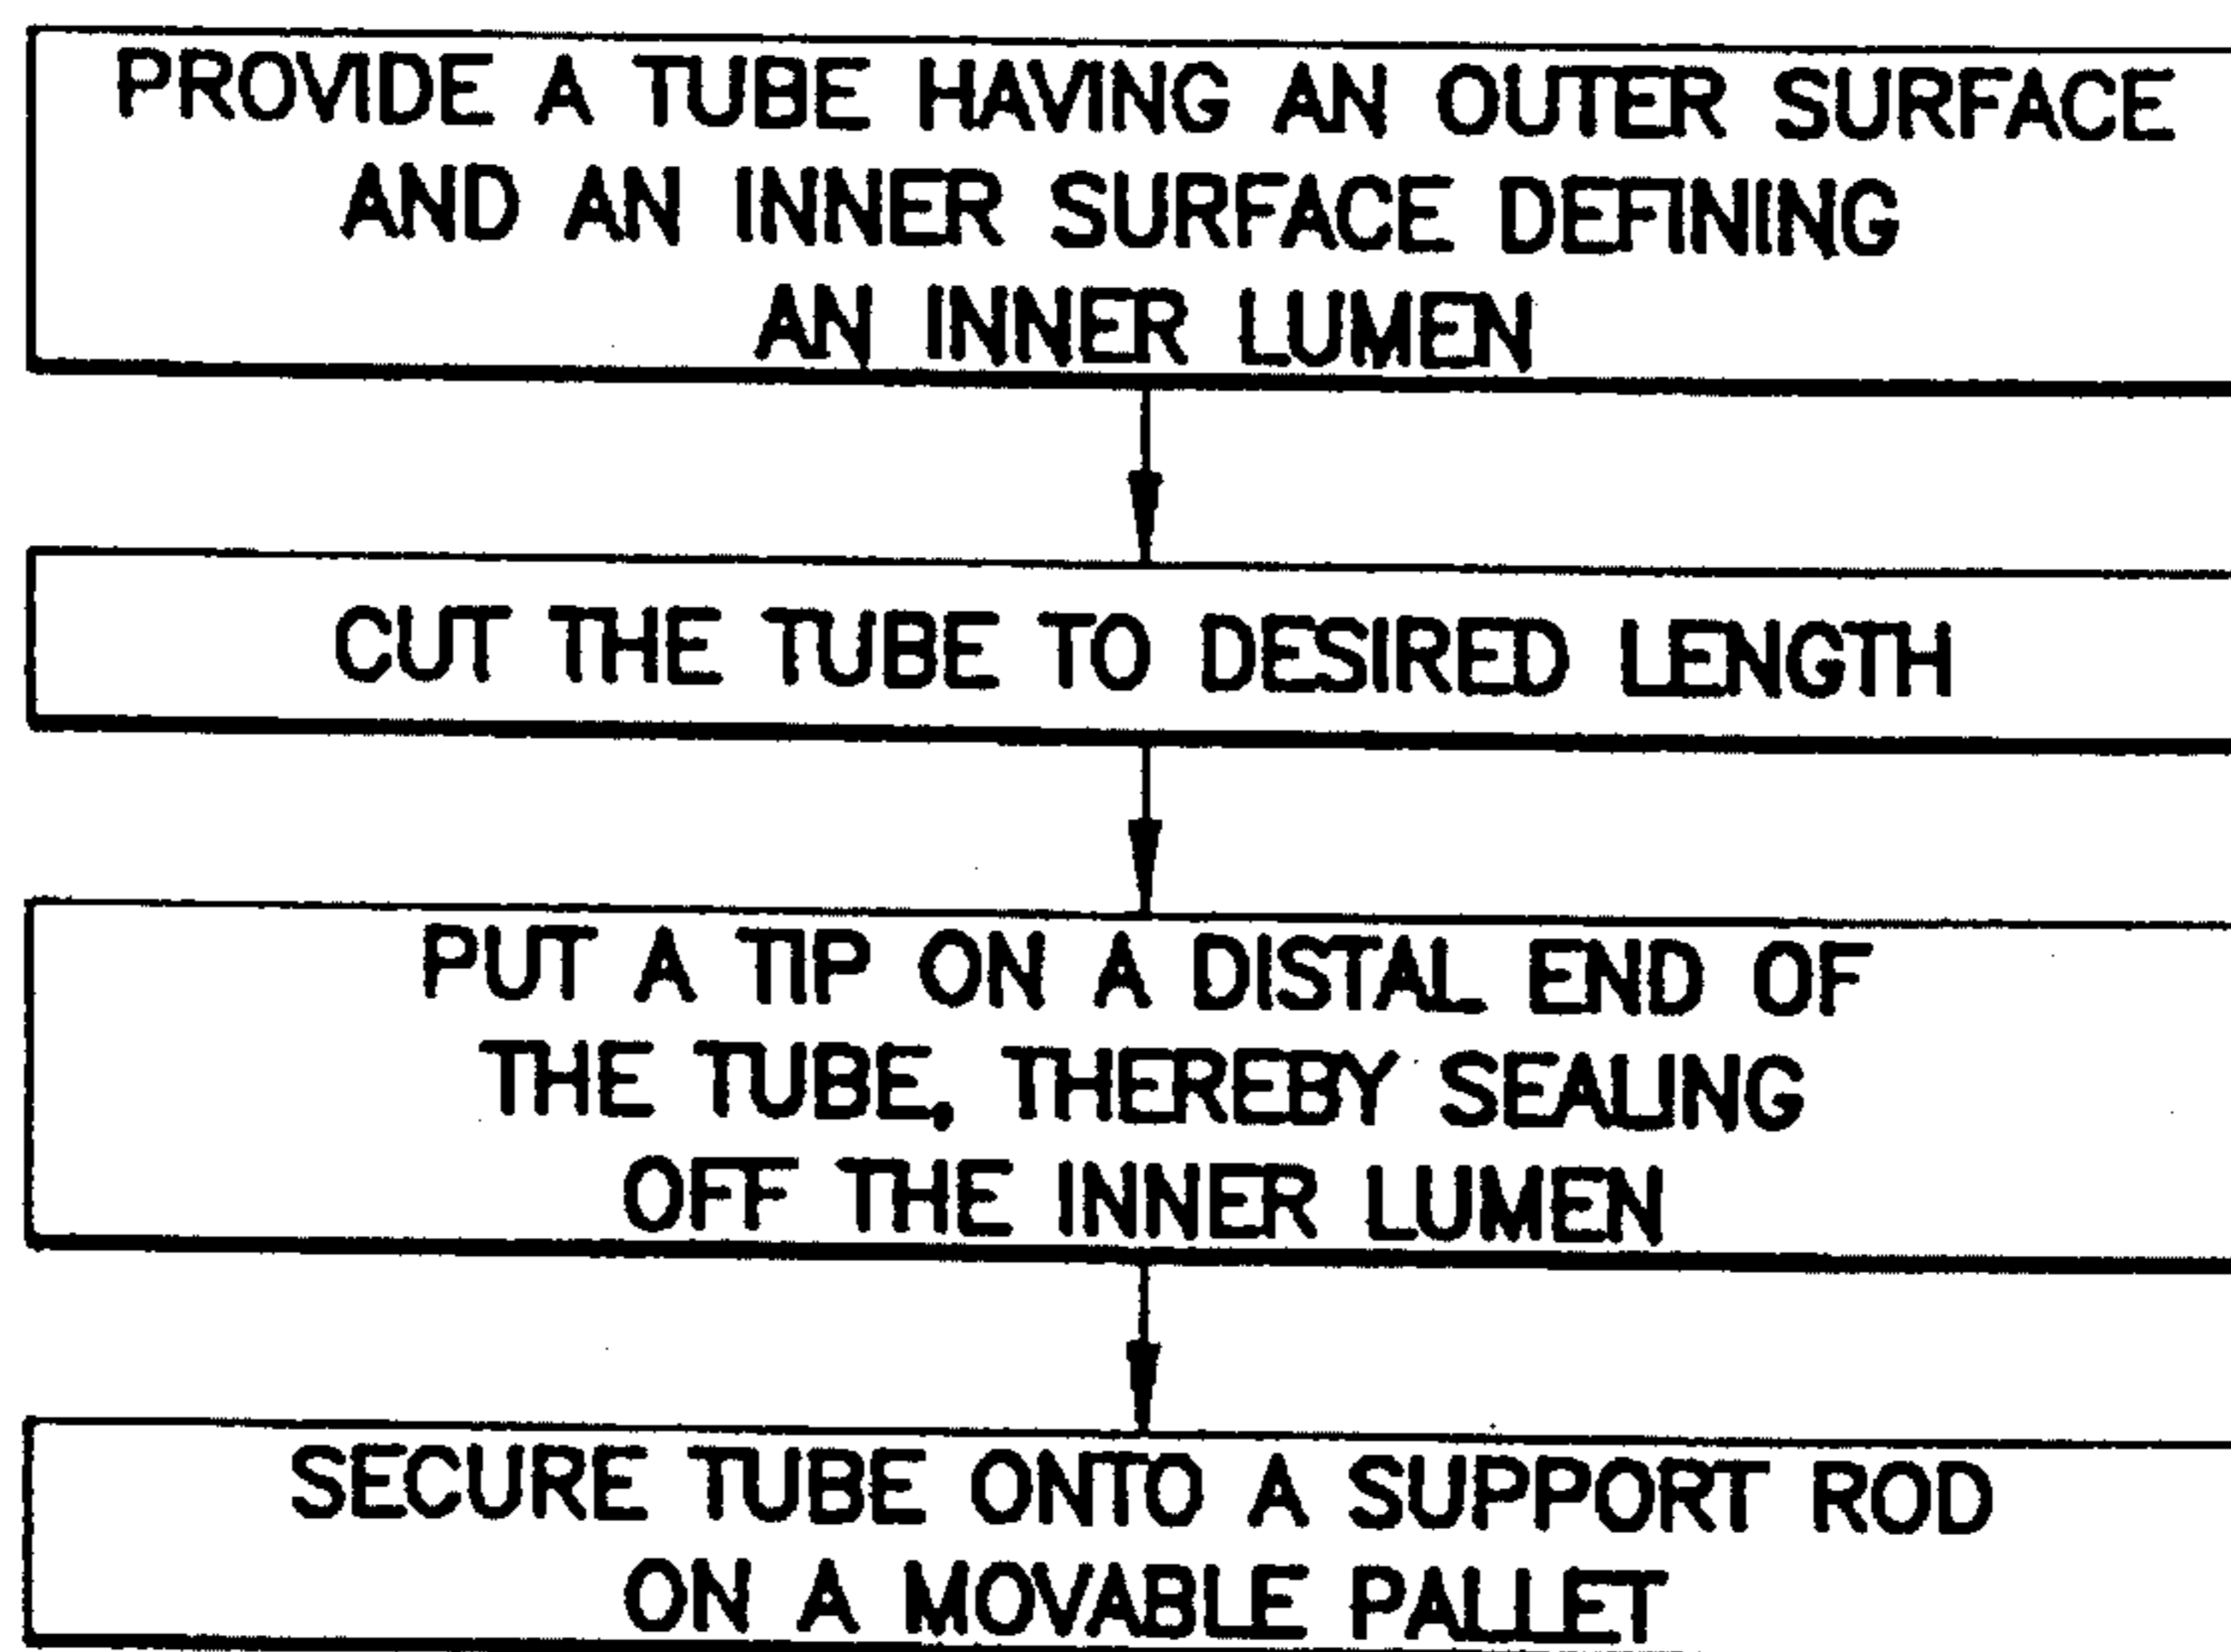 PROVIDE A TUBE HAVING AN OUTER SURFACE
AND AN INNER SURFACE DEFINING
AN INNER LUMEN
CUT THE TUBE TO DESIRED LENGTH
PUT A TIP ON A DISTAL END OF
THE TUBE, THEREBY SEALING
OFF THE INNER LUMEN
SECURE TUBE ONTO A SUPPORT ROD
ON A MOVABLE PALLET